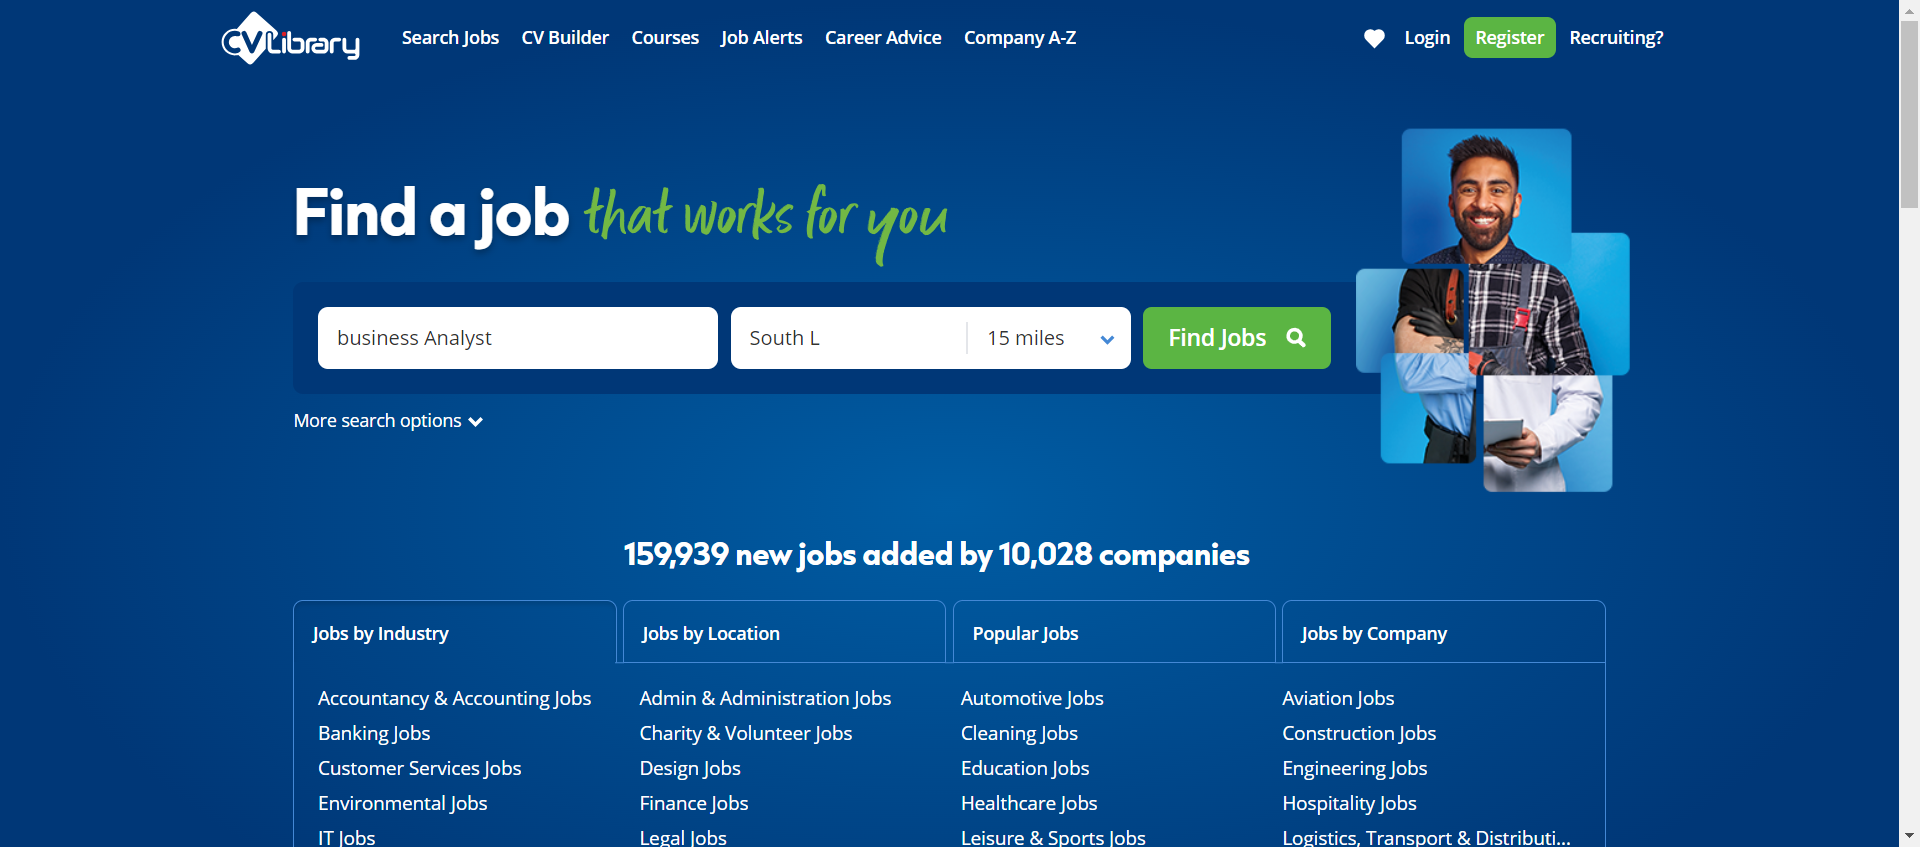 CVLibrary Search Jobs CV Builder Courses Job Alerts Career Advice Company A-Z Login Register Recruiting?
Find a job that works for you
business Analyst South L 15 miles Find Jobs
More search options
159,939 new jobs added by 10,028 companies
Jobs by Industry Jobs by Location Popular Jobs Jobs by Company
Accountancy & Accounting Jobs Admin & Administration Jobs Automotive Jobs Aviation Jobs
Banking Jobs Charity & Volunteer Jobs Cleaning Jobs Construction Jobs
Customer Services Jobs Design Jobs Education Jobs Engineering Jobs
Environmental Jobs Finance Jobs Healthcare Jobs Hospitality Jobs
IT Jobs Legal Jobs Leisure & Sports Jobs Logistics, Transport & Distributi...